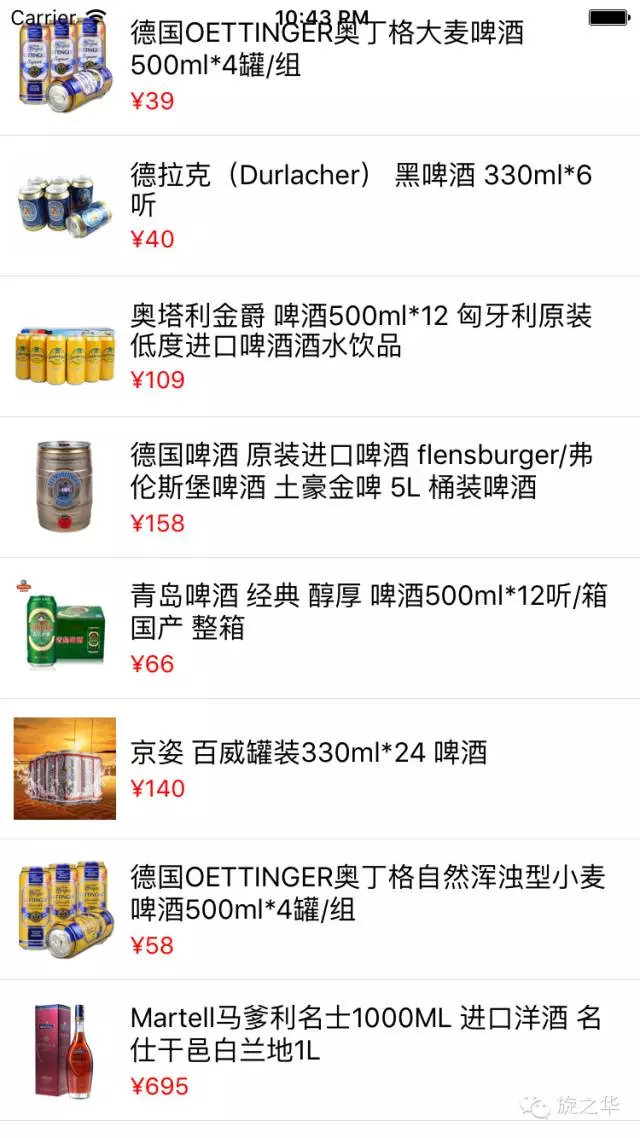 Carrier 10:43 PM
德国OETTINGER奥丁格大麦啤酒
500ml*4罐/组
¥39
德拉克（Durlacher） 黑啤酒 330ml*6
听
¥40
奥塔利金爵 啤酒500ml*12 匈牙利原装
低度进口啤酒酒水饮品
¥109
德国啤酒 原装进口啤酒 flensburger/弗
伦斯堡啤酒 土豪金啤 5L 桶装啤酒
¥158
青岛啤酒 经典 醇厚 啤酒500ml*12听/箱
国产 整箱
¥66
京姿 百威罐装330ml*24 啤酒
¥140
德国OETTINGER奥丁格自然浑浊型小麦
啤酒500ml*4罐/组
¥58
Martell马爹利名士1000ML 进口洋酒 名
仕干邑白兰地1L
¥695
旋之华